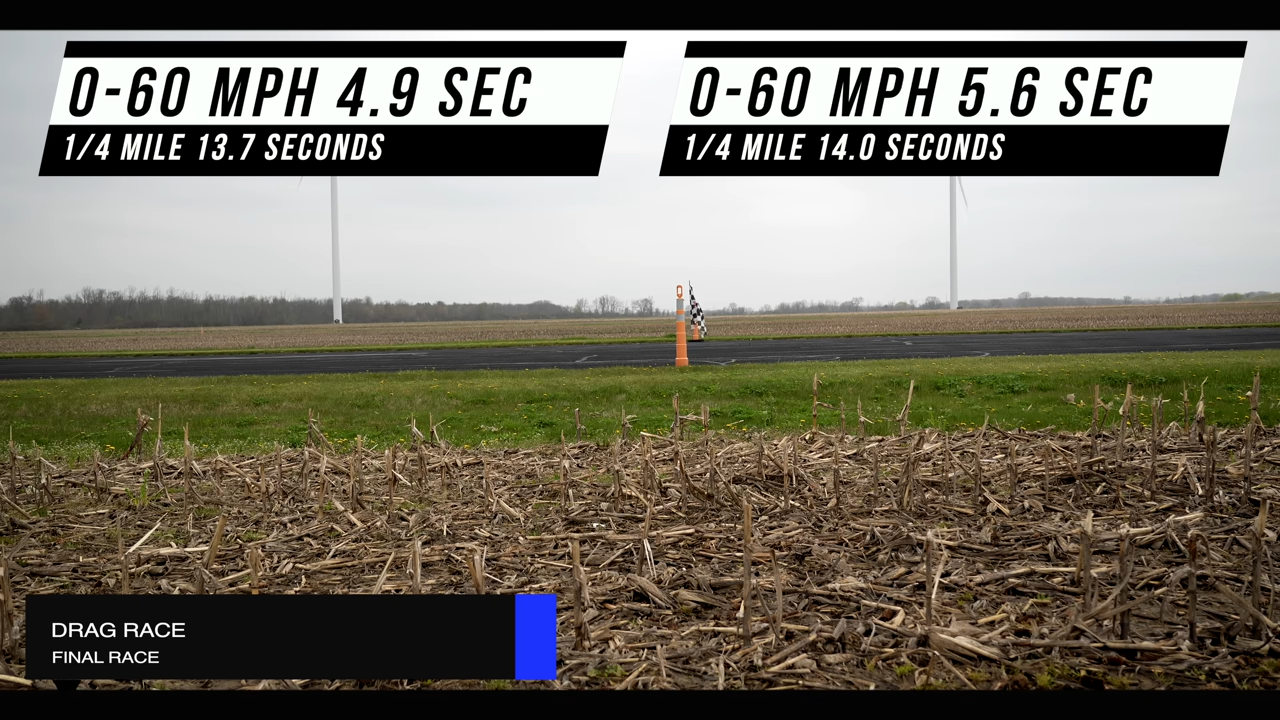 0-60 MPH 4.9 SEC
1/4 MILE 13.7 SECONDS
0-60 MPH 5.6 SEC
1/4 MILE 14.0 SECONDS
DRAG RACE
FINAL RACE